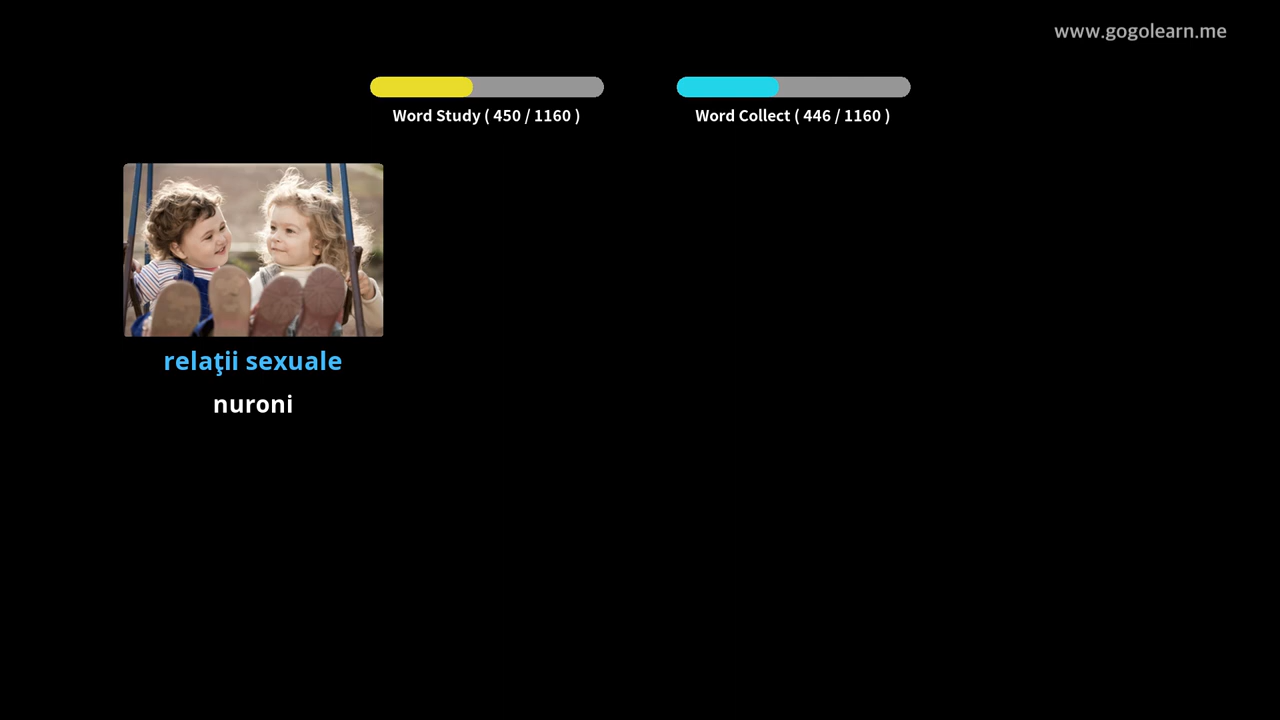 www.gogolearn.me
Word Study ( 450 / 1160 )
Word Collect ( 446 / 1160 )
relaţii sexuale
nuroni